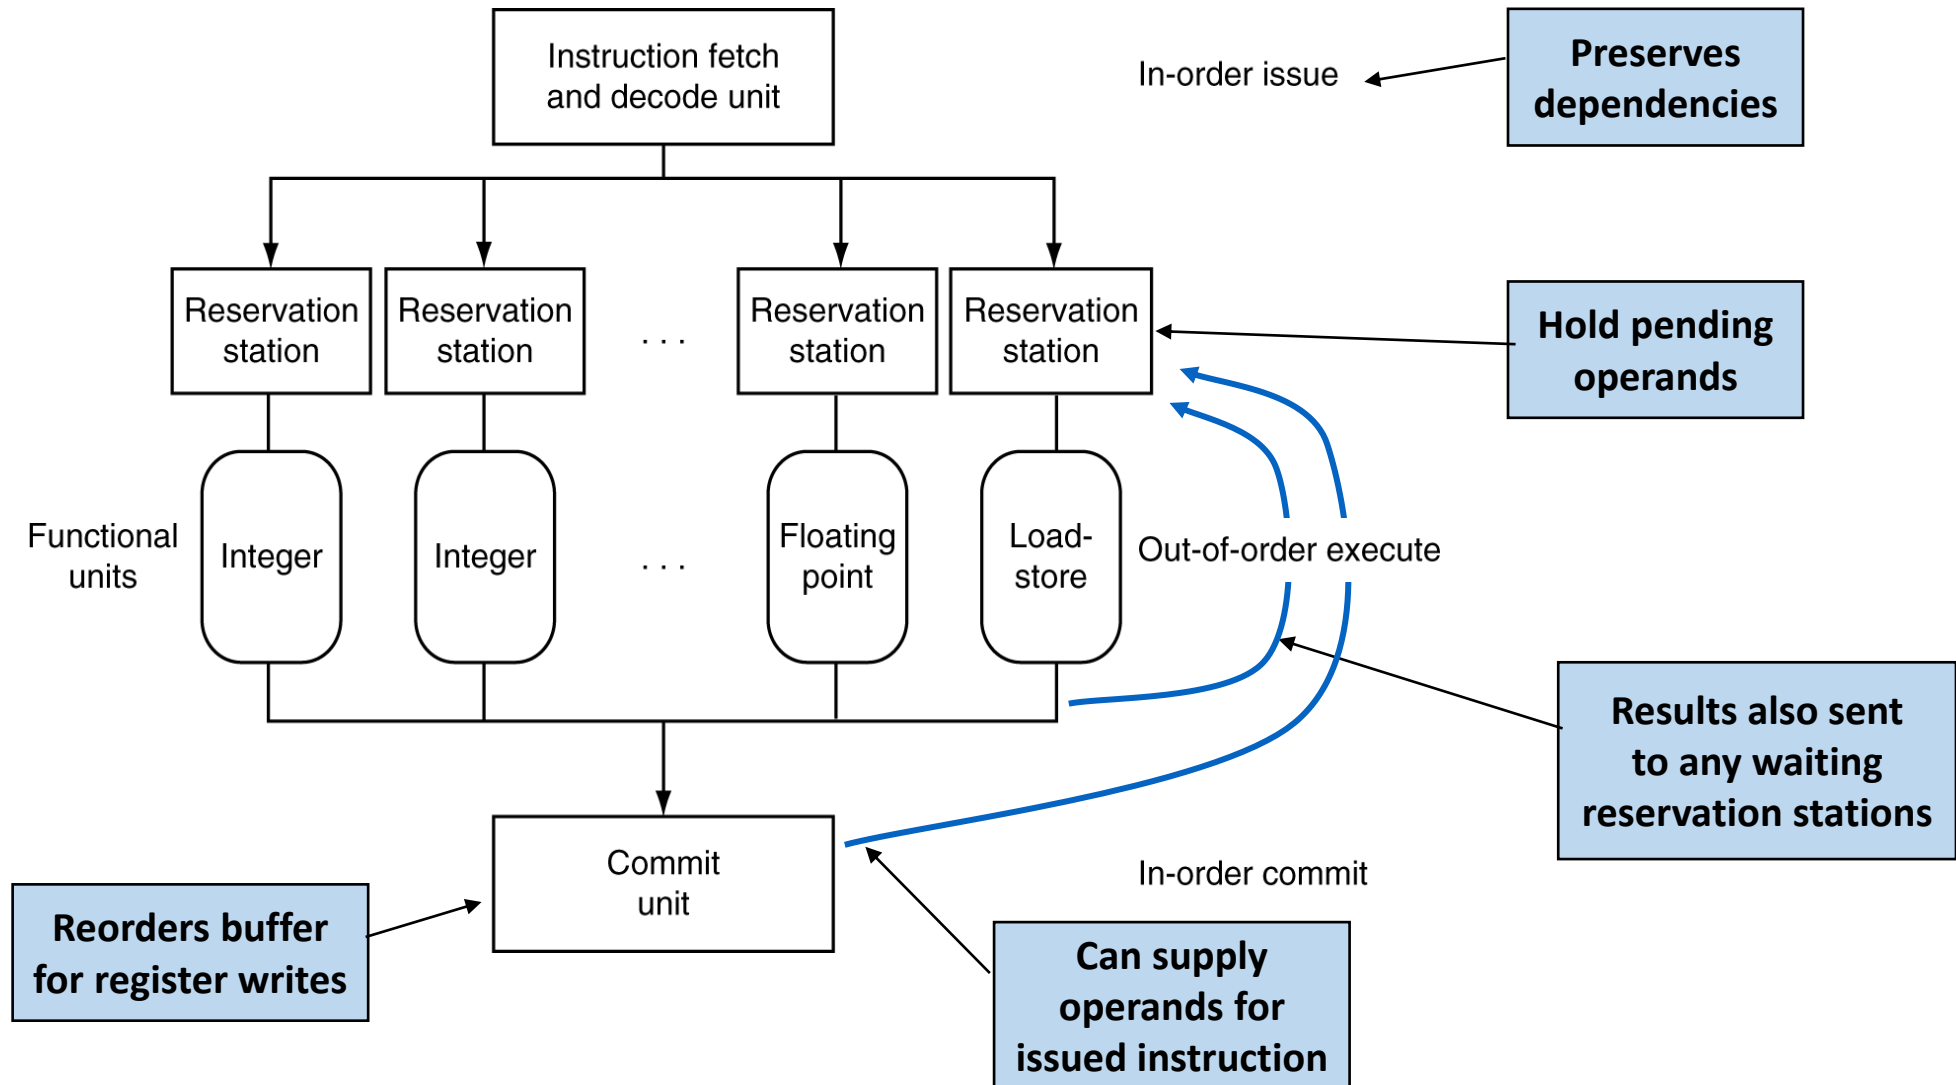 Instruction fetch
and decode unit
In-order issue
Preserves
dependencies
Reservation
station
Reservation
station
. . .
Reservation
station
Reservation
station
Hold pending
operands
Functional
units
Integer
Integer
. . .
Floating
point
Load-
store
Out-of-order execute
Results also sent
to any waiting
reservation stations
Commit
unit
In-order commit
Reorders buffer
for register writes
Can supply
operands for
issued instruction